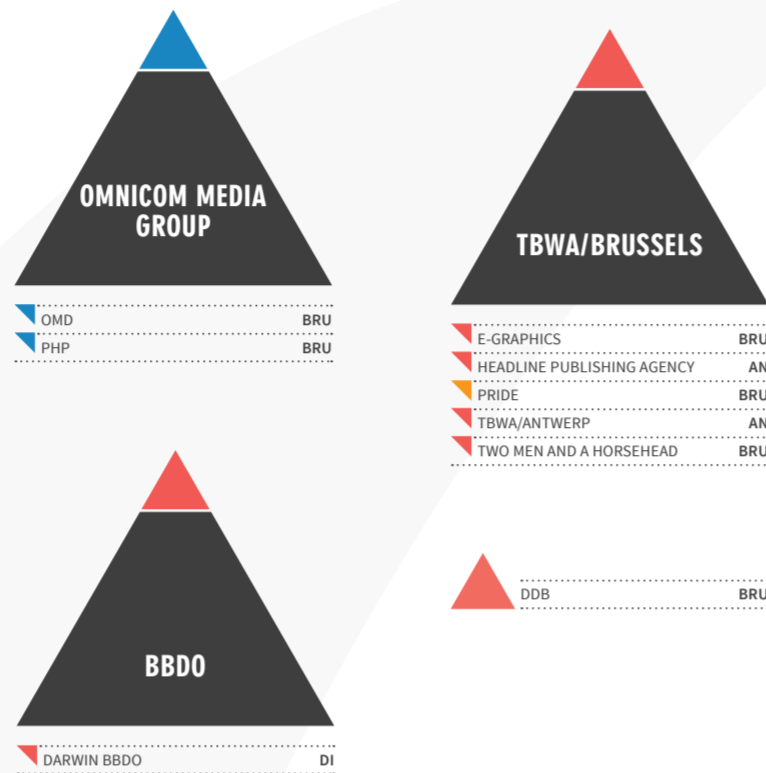 OMNICOM MEDIA
GROUP
OMD BRU
PHP BRU
TBWA/BRUSSELS
E-GRAPHICS BRU
HEADLINE PUBLISHING AGENCY AN
PRIDE BRU
TBWA/ANTWERP AN
TWO MEN AND A HORSEHEAD BRU
BBDO
DARWIN BBDO DI
DDB BRU